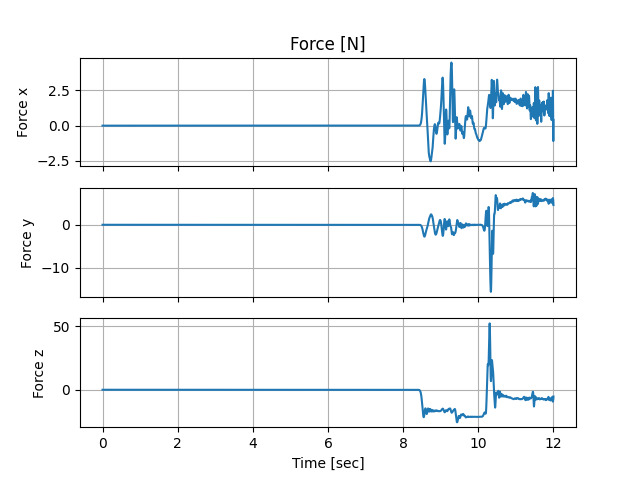 Force [N]
2.5
0.0
−2.5
Force x
0
−10
Force y
50
0
Force z
0 2 4 6 8 10 12
Time [sec]